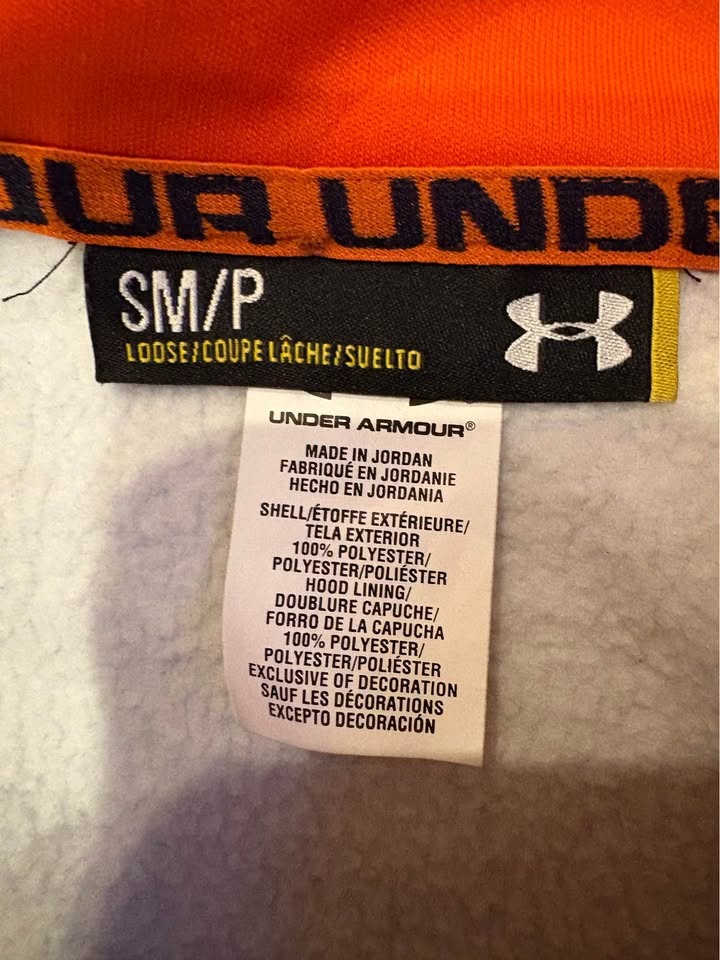 OUR UNDE
SM/P
LOOSE/COUPE LÂCHE/SUELTO
UNDER ARMOUR®
MADE IN JORDAN
FABRIQUÉ EN JORDANIE
HECHO EN JORDANIA
SHELL/ÉTOFFE EXTÉRIEURE/
TELA EXTERIOR
100% POLYESTER/
POLYESTER/POLIÉSTER
HOOD LINING/
DOUBLURE CAPUCHE/
FORRO DE LA CAPUCHA
100% POLYESTER/
POLYESTER/POLIÉSTER
EXCLUSIVE OF DECORATION
SAUF LES DÉCORATIONS
EXCEPTO DECORACIÓN